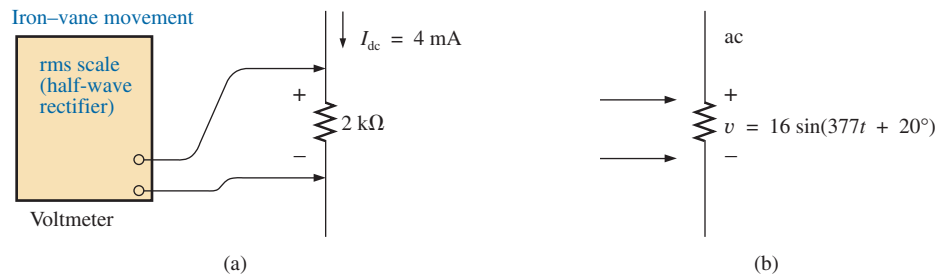 Iron–vane movement
rms scale
(half-wave
rectifier)
Voltmeter
I_dc = 4 mA
+
2 kΩ
–
(a)
ac
+
v = 16 sin(377t + 20°)
–
(b)